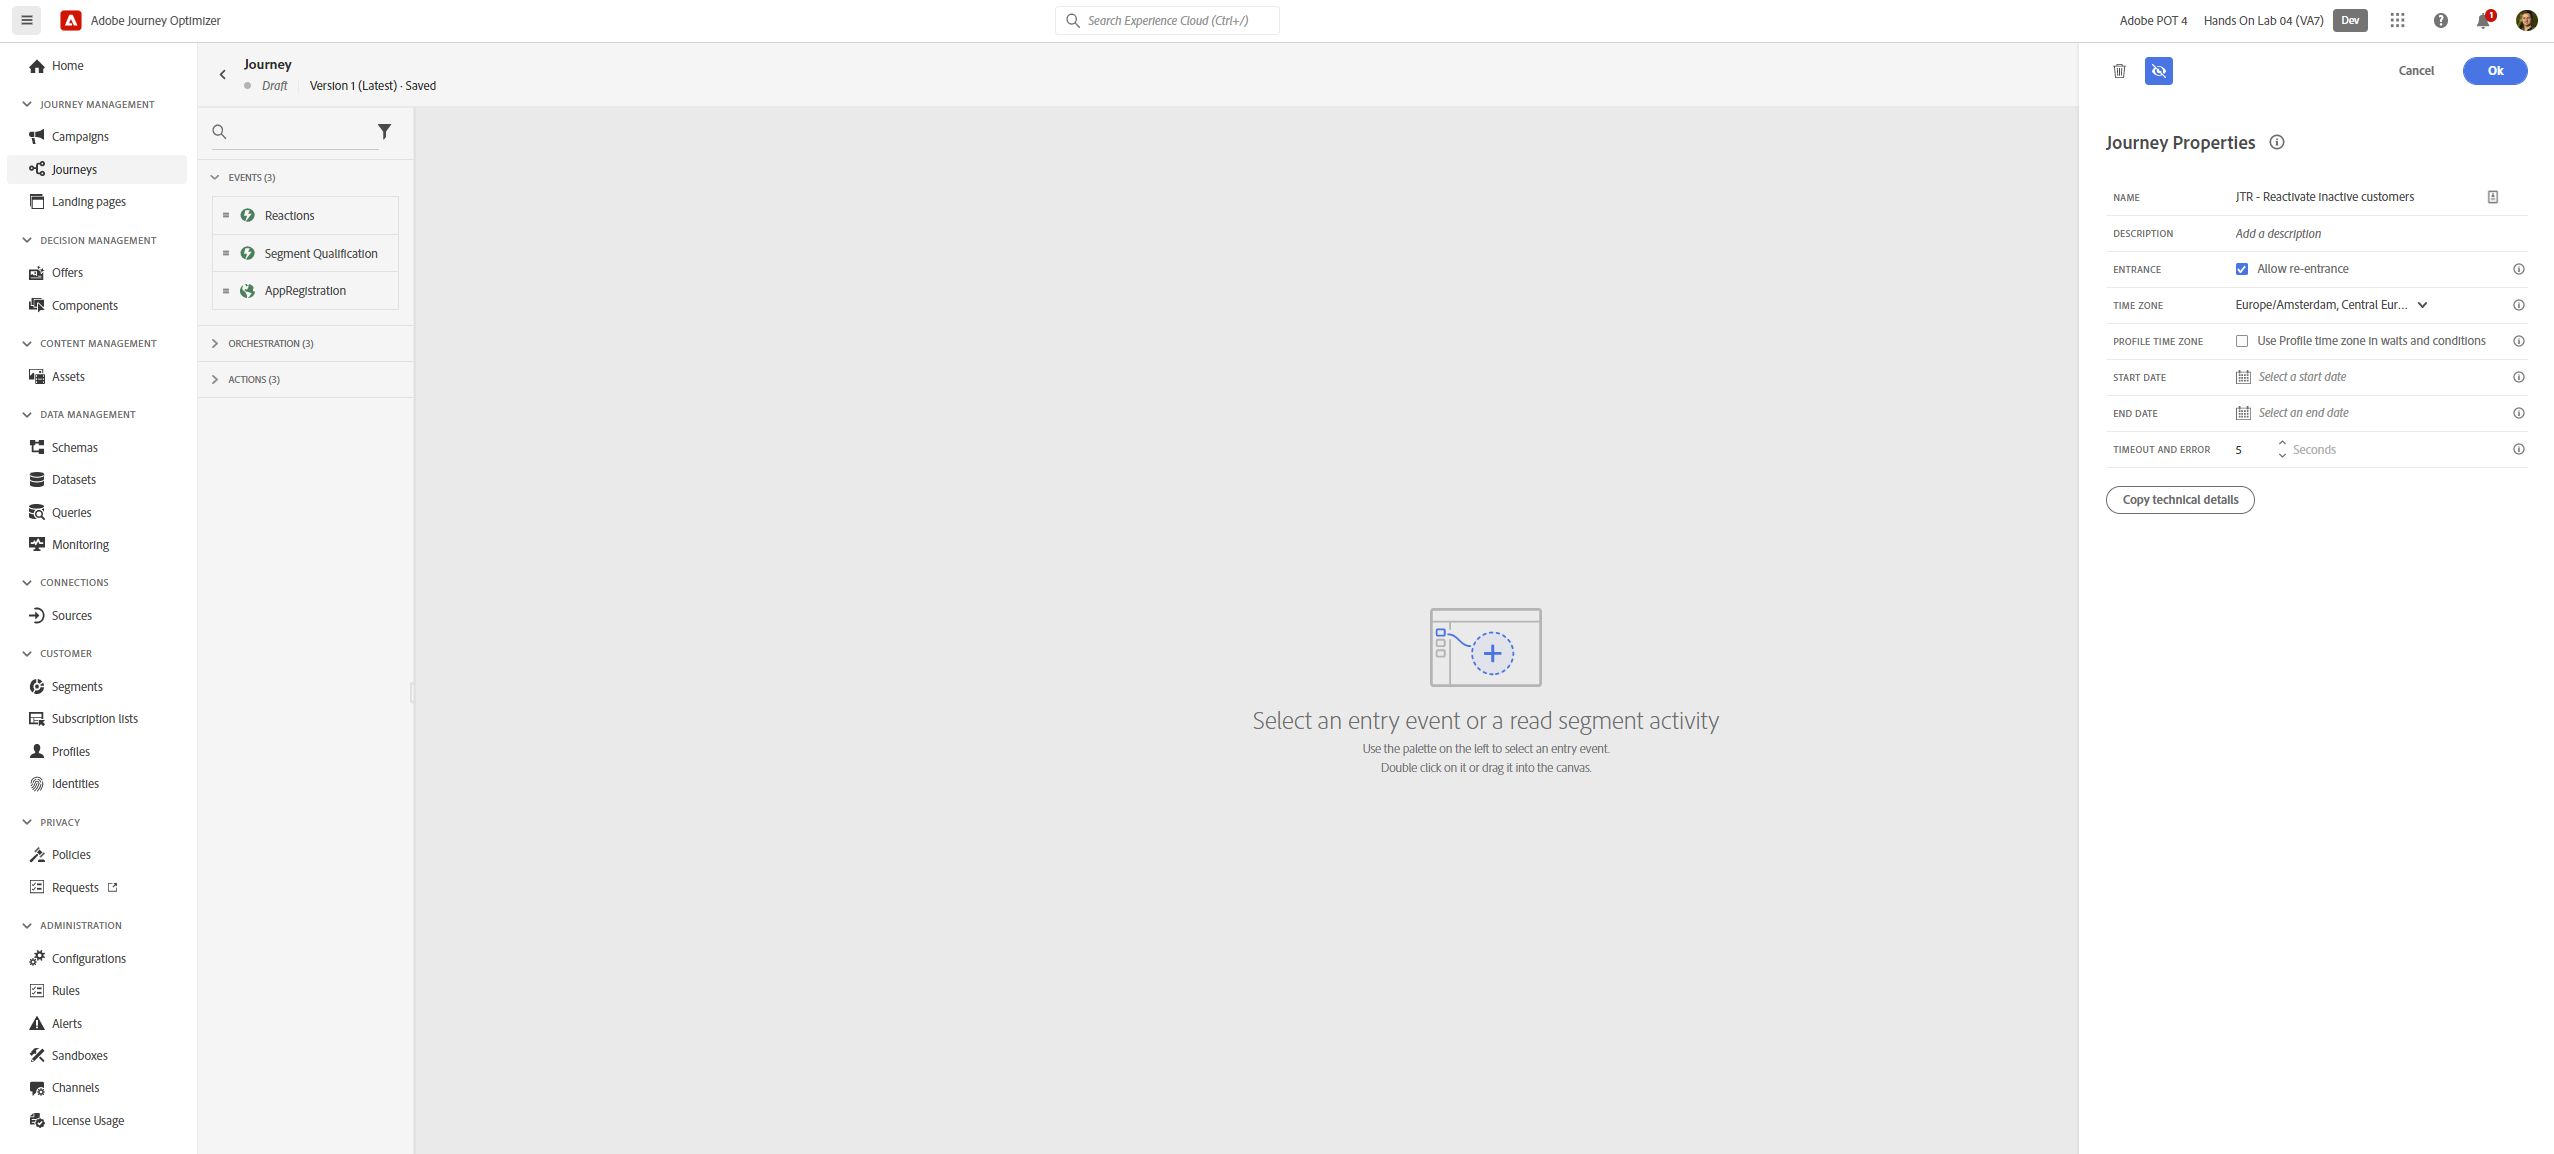 Adobe Journey Optimizer
Search Experience Cloud (Ctrl+/)
Adobe POT 4
Hands On Lab 04 (VA7)
Dev
1
Home
JOURNEY MANAGEMENT
Campaigns
Journeys
Landing pages
DECISION MANAGEMENT
Offers
Components
CONTENT MANAGEMENT
Assets
DATA MANAGEMENT
Schemas
Datasets
Queries
Monitoring
CONNECTIONS
Sources
CUSTOMER
Segments
Subscription lists
Profiles
Identities
PRIVACY
Policies
Requests
ADMINISTRATION
Configurations
Rules
Alerts
Sandboxes
Channels
License Usage
Journey
Draft
Version 1 (Latest) · Saved
EVENTS (3)
Reactions
Segment Qualification
AppRegistration
ORCHESTRATION (3)
ACTIONS (3)
Select an entry event or a read segment activity
Use the palette on the left to select an entry event.
Double click on it or drag it into the canvas.
Cancel
Ok
Journey Properties
NAME JTR - Reactivate inactive customers
DESCRIPTION Add a description
ENTRANCE Allow re-entrance
TIME ZONE Europe/Amsterdam, Central Eur...
PROFILE TIME ZONE Use Profile time zone in waits and conditions
START DATE Select a start date
END DATE Select an end date
TIMEOUT AND ERROR 5 Seconds
Copy technical details